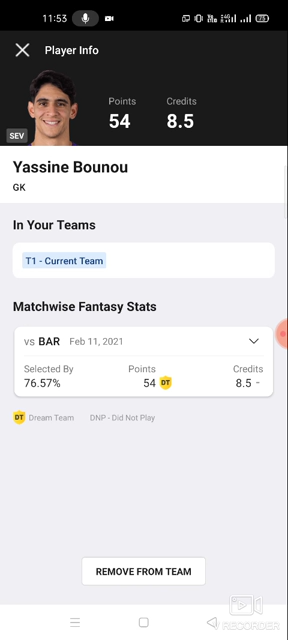 11:53
75
Player Info
SEV
Points
54
Credits
8.5
Yassine Bounou
GK
In Your Teams
T1 - Current Team
Matchwise Fantasy Stats
vs BAR Feb 11, 2021
Selected By Points Credits
76.57% 54 DT 8.5 -
DT Dream Team DNP - Did Not Play
REMOVE FROM TEAM
RECORDER